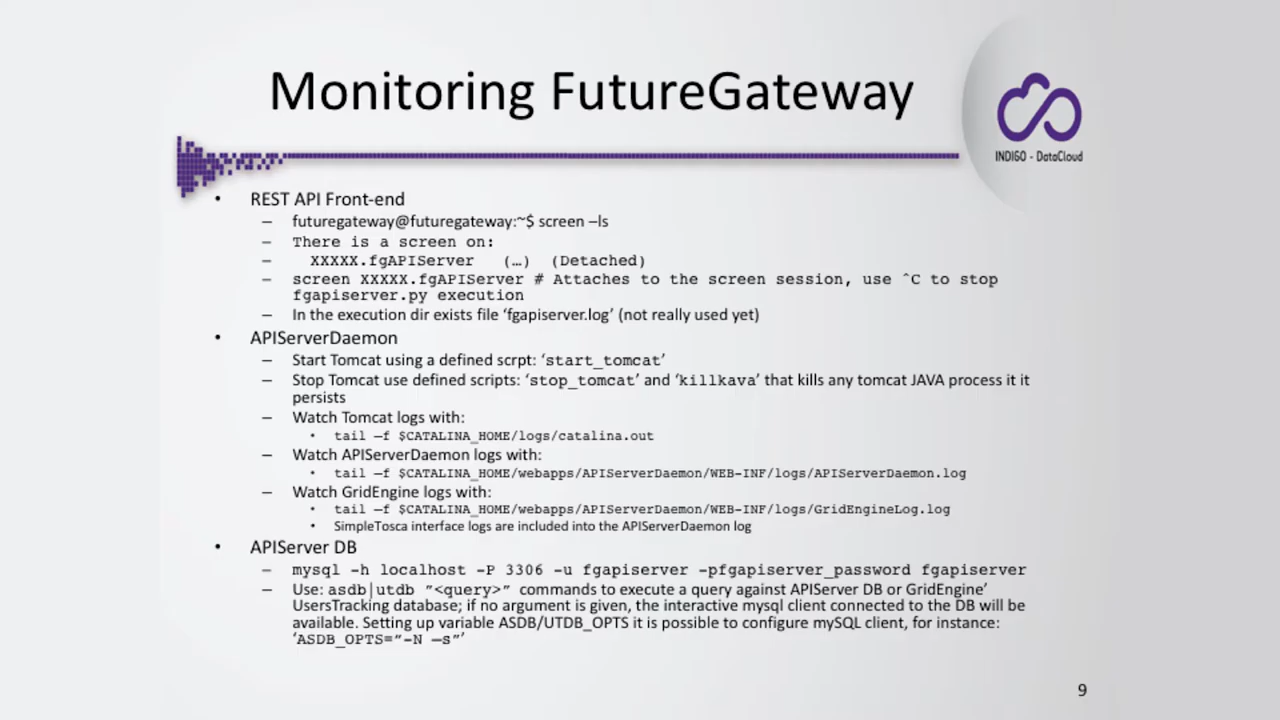 Monitoring FutureGateway
INDIGO - DataCloud
• REST API Front-end
– futuregateway@futuregateway:~$ screen –ls
– There is a screen on:
– XXXXX.fgAPIServer (…) (Detached)
– screen XXXXX.fgAPIServer # Attaches to the screen session, use ˆC to stop
fgapiserver.py execution
– In the execution dir exists file ‘fgapiserver.log’ (not really used yet)
• APIServerDaemon
– Start Tomcat using a defined scrpt: ‘start_tomcat’
– Stop Tomcat use defined scripts: ‘stop_tomcat’ and ‘killkava’ that kills any tomcat JAVA process it it
persists
– Watch Tomcat logs with:
• tail –f $CATALINA_HOME/logs/catalina.out
– Watch APIServerDaemon logs with:
• tail –f $CATALINA_HOME/webapps/APIServerDaemon/WEB-INF/logs/APIServerDaemon.log
– Watch GridEngine logs with:
• tail –f $CATALINA_HOME/webapps/APIServerDaemon/WEB-INF/logs/GridEngineLog.log
• SimpleTosca interface logs are included into the APIServerDaemon log
• APIServer DB
– mysql -h localhost -P 3306 -u fgapiserver -pfgapiserver_password fgapiserver
– Use: asdb|utdb ”<query>” commands to execute a query against APIServer DB or GridEngine’
UsersTracking database; if no argument is given, the interactive mysql client connected to the DB will be
available. Setting up variable ASDB/UTDB_OPTS it is possible to configure mySQL client, for instance:
‘ASDB_OPTS=”-N –s”’
9